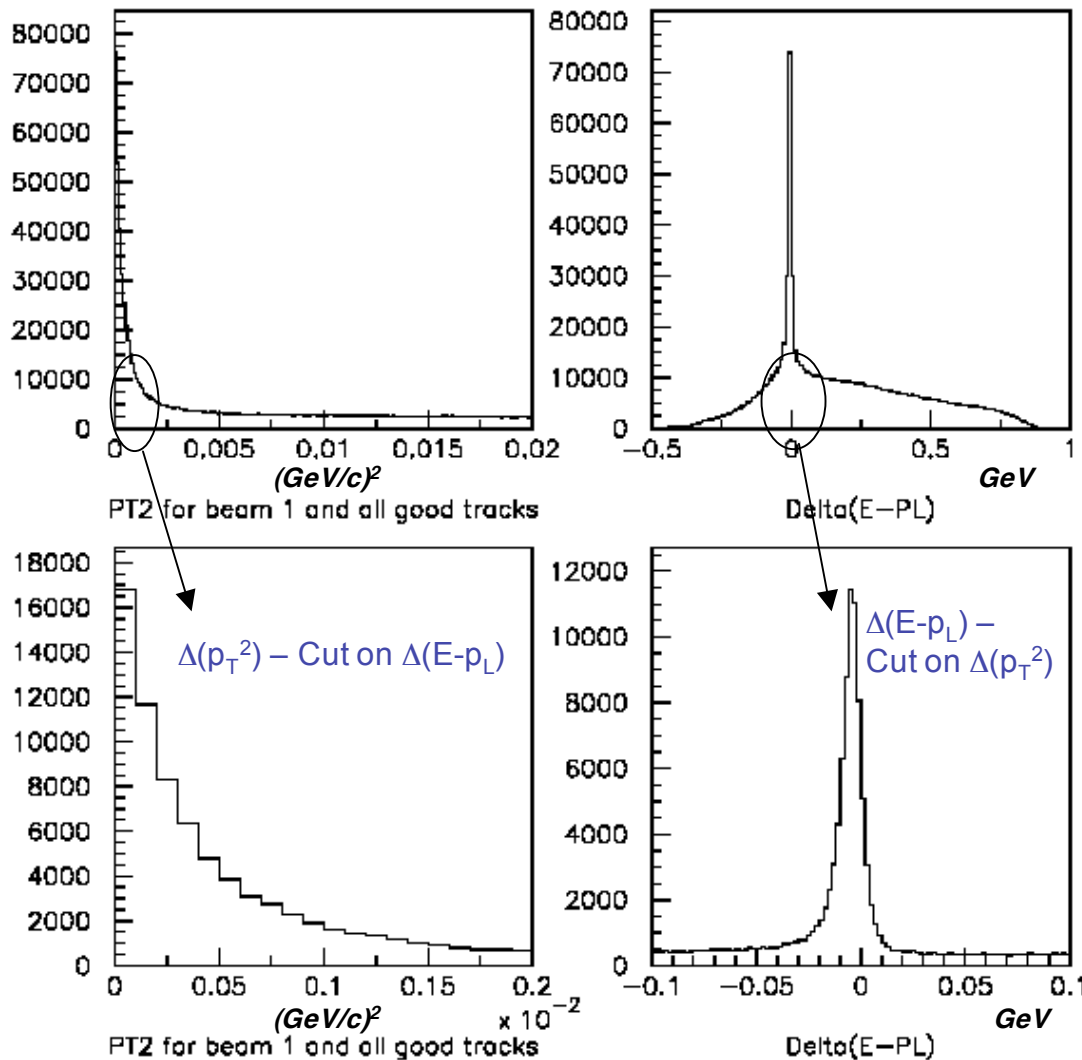 80000
70000
60000
50000
40000
30000
20000
10000
0
0 0.005 0.01 0.015 0.02
(GeV/c)²
PT2 for beam 1 and all good tracks
80000
70000
60000
50000
40000
30000
20000
10000
0
-0.5 0 0.5 1
GeV
Delta(E-PL)
18000
16000
14000
12000
10000
8000
6000
4000
2000
0
Δ(p_T²) – Cut on Δ(E-p_L)
0 0.05 0.1 0.15 0.2
(GeV/c)² x 10⁻²
PT2 for beam 1 and all good tracks
12000
10000
8000
6000
4000
2000
0
Δ(E-p_L) –
Cut on Δ(p_T²)
-0.1 -0.05 0 0.05 0.1
GeV
Delta(E-PL)